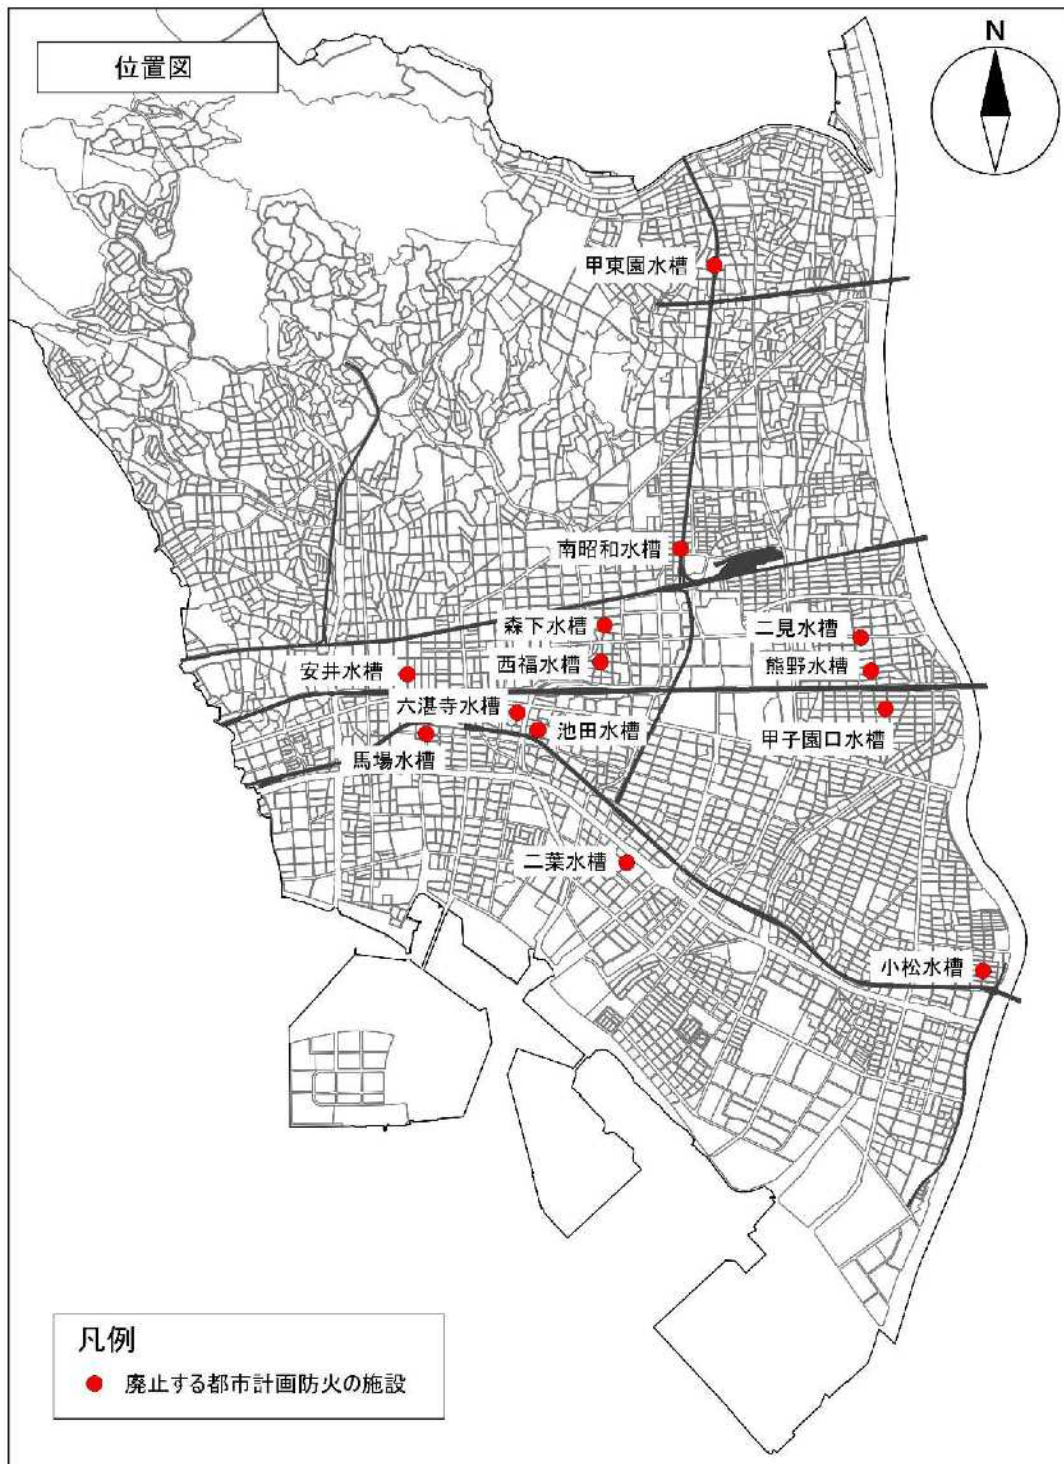 位置図
N
甲東園水槽
南昭和水槽
森下水槽
二見水槽
西福水槽
熊野水槽
安井水槽
六湛寺水槽
甲子園口水槽
池田水槽
馬場水槽
二葉水槽
小松水槽
凡例
廃止する都市計画防火の施設